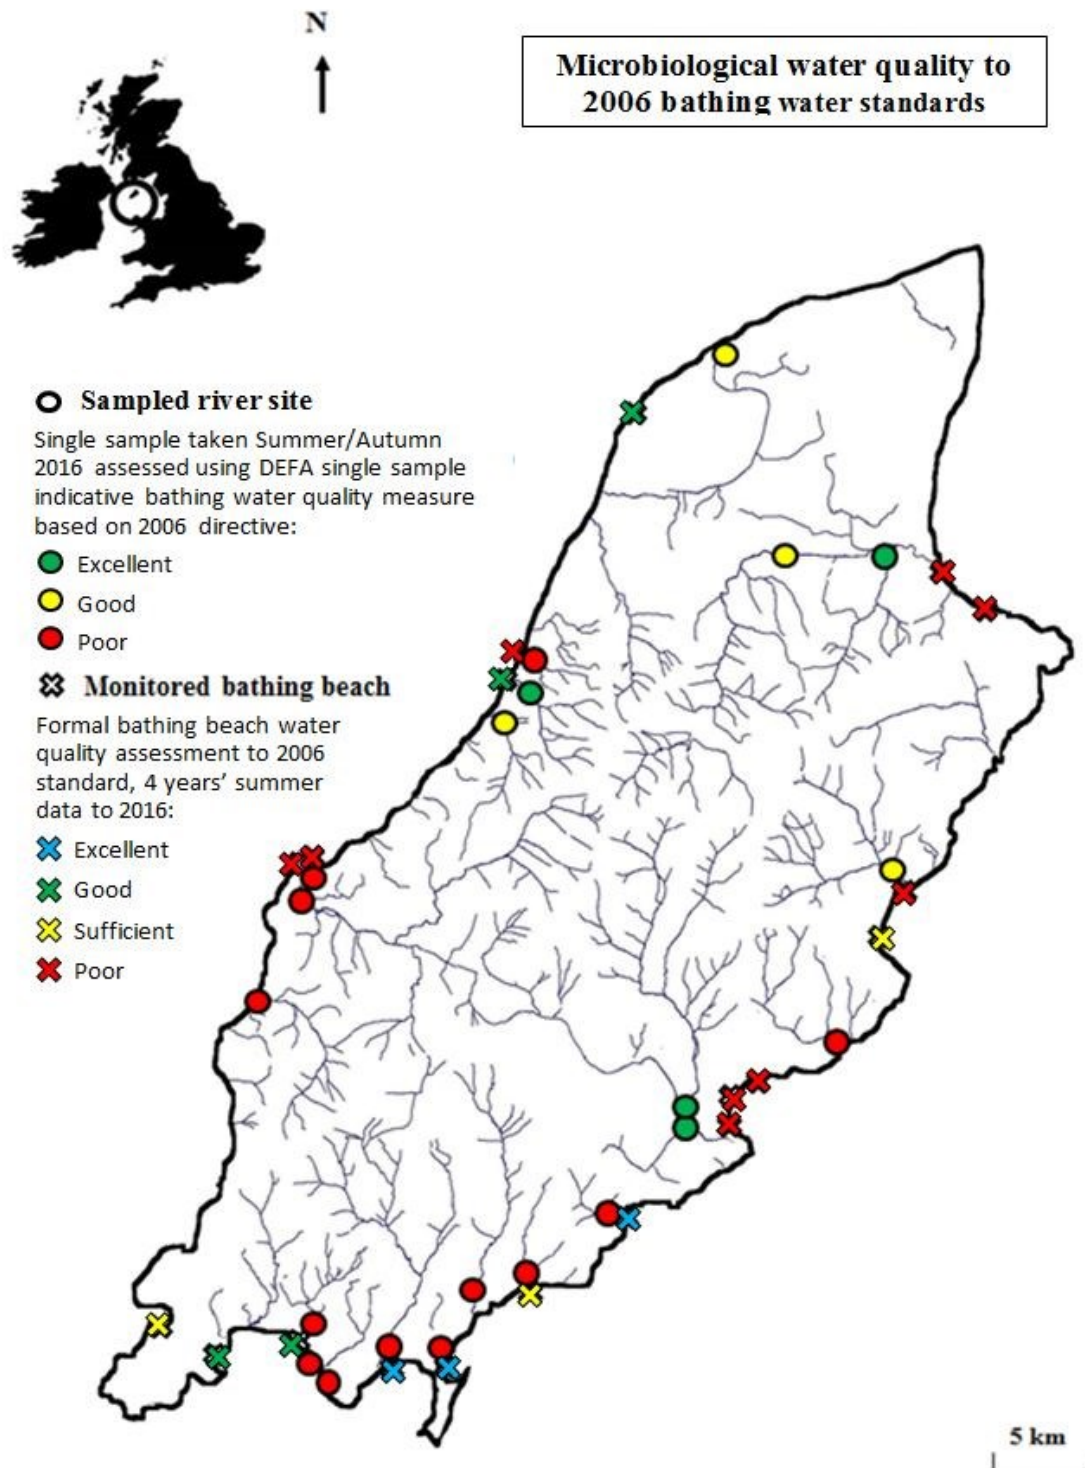 N
Microbiological water quality to
2006 bathing water standards
Sampled river site
Single sample taken Summer/Autumn
2016 assessed using DEFA single sample
indicative bathing water quality measure
based on 2006 directive:
Excellent
Good
Poor
Monitored bathing beach
Formal bathing beach water
quality assessment to 2006
standard, 4 years’ summer
data to 2016:
Excellent
Good
Sufficient
Poor
5 km